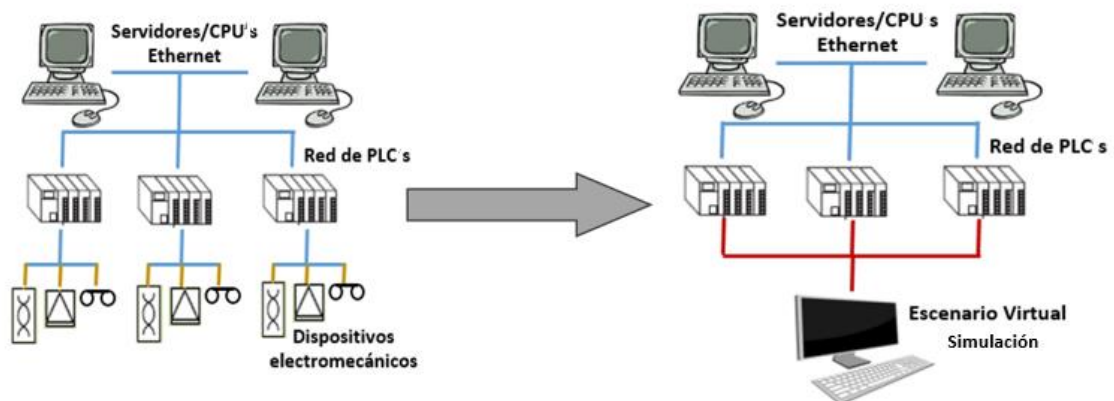 Servidores/CPU's
Ethernet
Red de PLC's
Dispositivos
electromecánicos
Servidores/CPU s
Ethernet
Red de PLC s
Escenario Virtual
Simulación